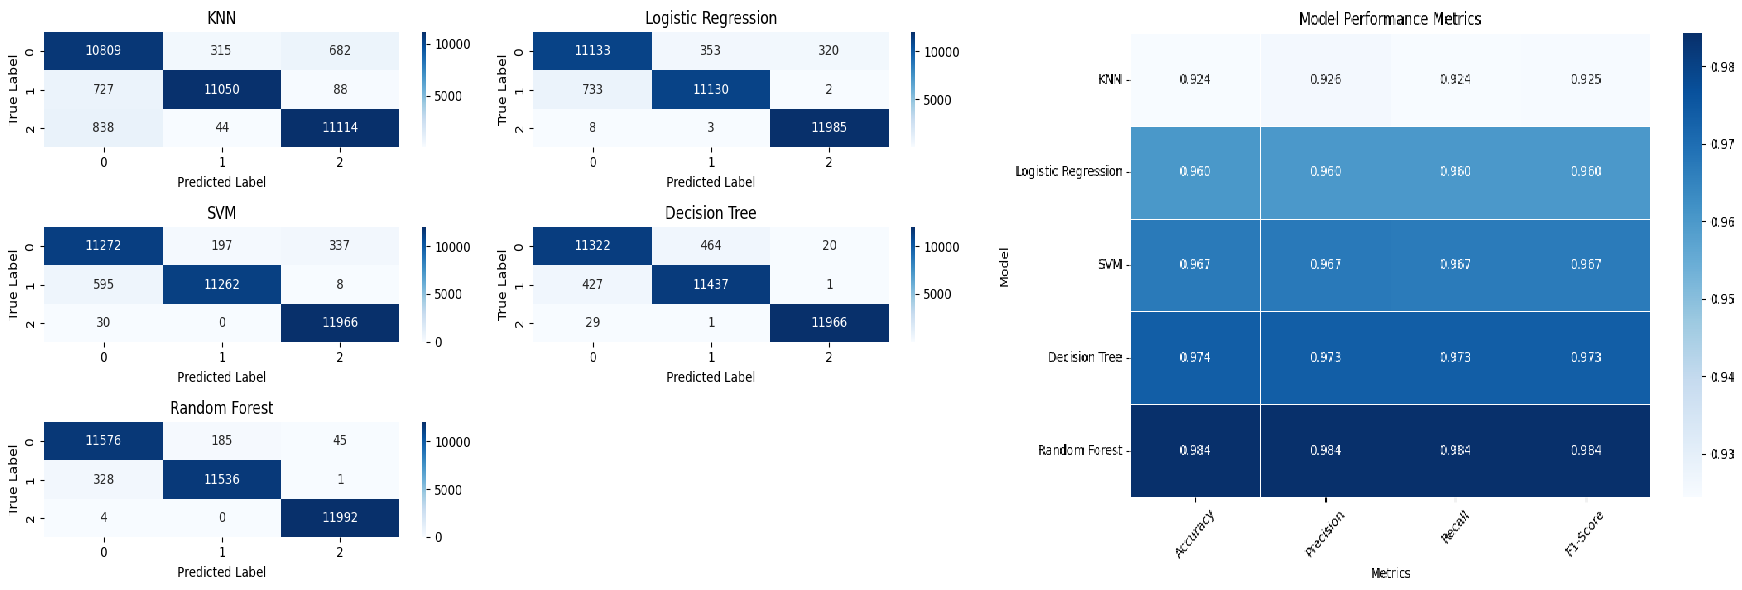 KNN
True Label
0 10809 315 682
1 727 11050 88
2 838 44 11114
0 1 2
Predicted Label
10000
5000
Logistic Regression
True Label
0 11133 353 320
1 733 11130 2
2 8 3 11985
0 1 2
Predicted Label
10000
5000
SVM
True Label
0 11272 197 337
1 595 11262 8
2 30 0 11966
0 1 2
Predicted Label
10000
5000
0
Decision Tree
True Label
0 11322 464 20
1 427 11437 1
2 29 1 11966
0 1 2
Predicted Label
10000
5000
Random Forest
True Label
0 11576 185 45
1 328 11536 1
2 4 0 11992
0 1 2
Predicted Label
10000
5000
0
Model Performance Metrics
Model
KNN 0.924 0.926 0.924 0.925
Logistic Regression 0.960 0.960 0.960 0.960
SVM 0.967 0.967 0.967 0.967
Decision Tree 0.974 0.973 0.973 0.973
Random Forest 0.984 0.984 0.984 0.984
Accuracy Precision Recall F1-Score
Metrics
0.98
0.97
0.96
0.95
0.94
0.93